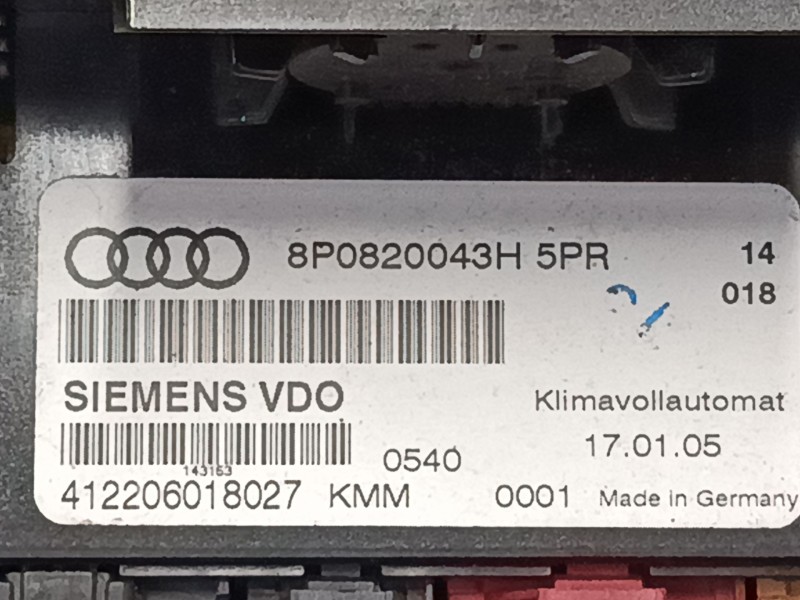 8P0820043H 5PR 14
018
SIEMENS VDO
Klimavollautomat
143163
0540
17.01.05
412206018027 KMM 0001 Made in Germany